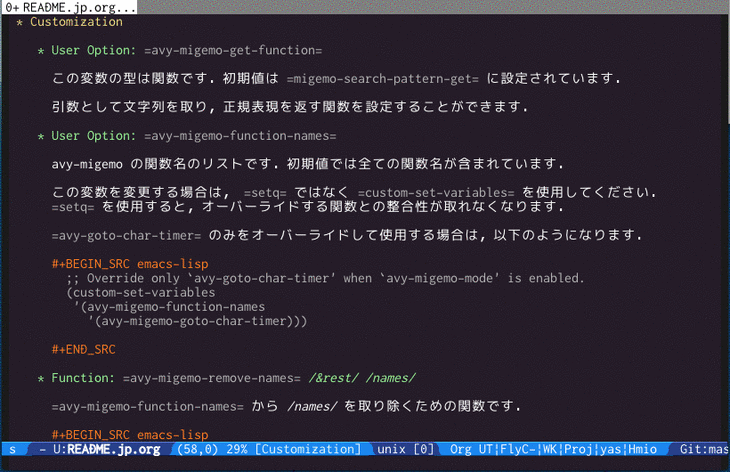 0+ README.jp.org...
* Customization
* User Option: =avy-migemo-get-function=
この変数の型は関数です. 初期値は =migemo-search-pattern-get= に設定されています.
引数として文字列を取り, 正規表現を返す関数を設定することができます.
* User Option: =avy-migemo-function-names=
avy-migemo の関数名のリストです. 初期値では全ての関数名が含まれています.
この変数を変更する場合は, =setq= ではなく =custom-set-variables= を使用してください.
=setq= を使用すると, オーバーライドする関数との整合性が取れなくなります.
=avy-goto-char-timer= のみをオーバーライドして使用する場合は, 以下のようになります.
#+BEGIN_SRC emacs-lisp
;; Override only `avy-goto-char-timer' when `avy-migemo-mode' is enabled.
(custom-set-variables
'(avy-migemo-function-names
'(avy-migemo-goto-char-timer)))
#+END_SRC
* Function: =avy-migemo-remove-names= /&rest/ /names/
=avy-migemo-function-names= から /names/ を取り除くための関数です.
#+BEGIN_SRC emacs-lisp
s - U:README.jp.org (58,0) 29% [Customization] unix [0] Org UT¦FlyC-¦WK¦Proj¦yas¦Hmio Git:mas